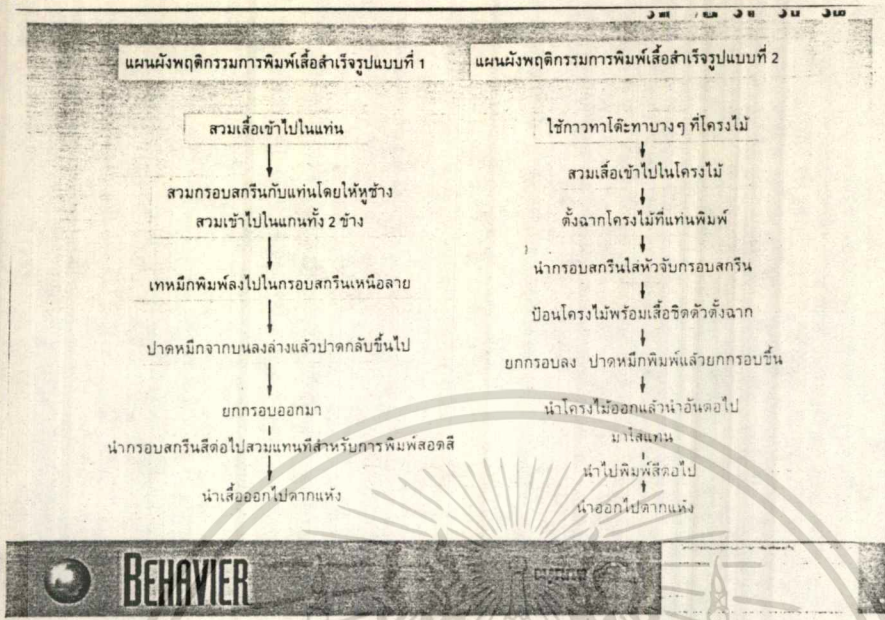 แผนผังพฤติกรรมการพิมพ์เสื้อสำเร็จรูปแบบที่ 1
สวมเสื้อเข้าไปในแท่น
สวมกรอบสกรีนกับแท่นโดยให้หูช้าง
สวมเข้าไปในแกนทั้ง 2 ข้าง
เทหมึกพิมพ์ลงไปในกรอบสกรีนเหนือลาย
ปาดหมึกจากบนลงล่างแล้วปาดกลับขึ้นไป
ยกกรอบออกมา
นำกรอบสกรีนสีต่อไปสวมแทนที่สำหรับการพิมพ์สอดสี
นำเสื้อออกไปตากแห้ง
แผนผังพฤติกรรมการพิมพ์เสื้อสำเร็จรูปแบบที่ 2
ใช้กาวทาโต๊ะทาบางๆ ที่โครงไม้
สวมเสื้อเข้าไปในโครงไม้
ตั้งฉากโครงไม้ที่แท่นพิมพ์
นำกรอบสกรีนใส่หัวจับกรอบสกรีน
ป้อนโครงไม้พร้อมเสื้อชิดตัวตั้งฉาก
ยกกรอบลง ปาดหมึกพิมพ์แล้วยกกรอบขึ้น
นำโครงไม้ออกแล้วนำอันต่อไป
มาใส่แทน
นำไปพิมพ์สีต่อไป
นำออกไปตากแห้ง
BEHAVIER